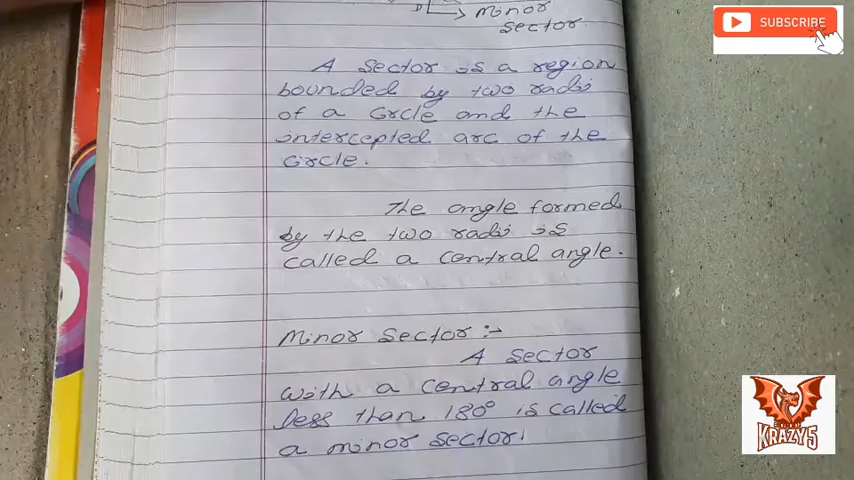 Minor
Sector
SUBSCRIBE
A sector is a region
bounded by two radii
of a circle and the
intercepted arc of the
circle.
The angle formed
by the two radii is
called a central angle.
Minor Sector :-
A sector
with a central angle
less than 180° is called
a minor sector.
KRAZY5